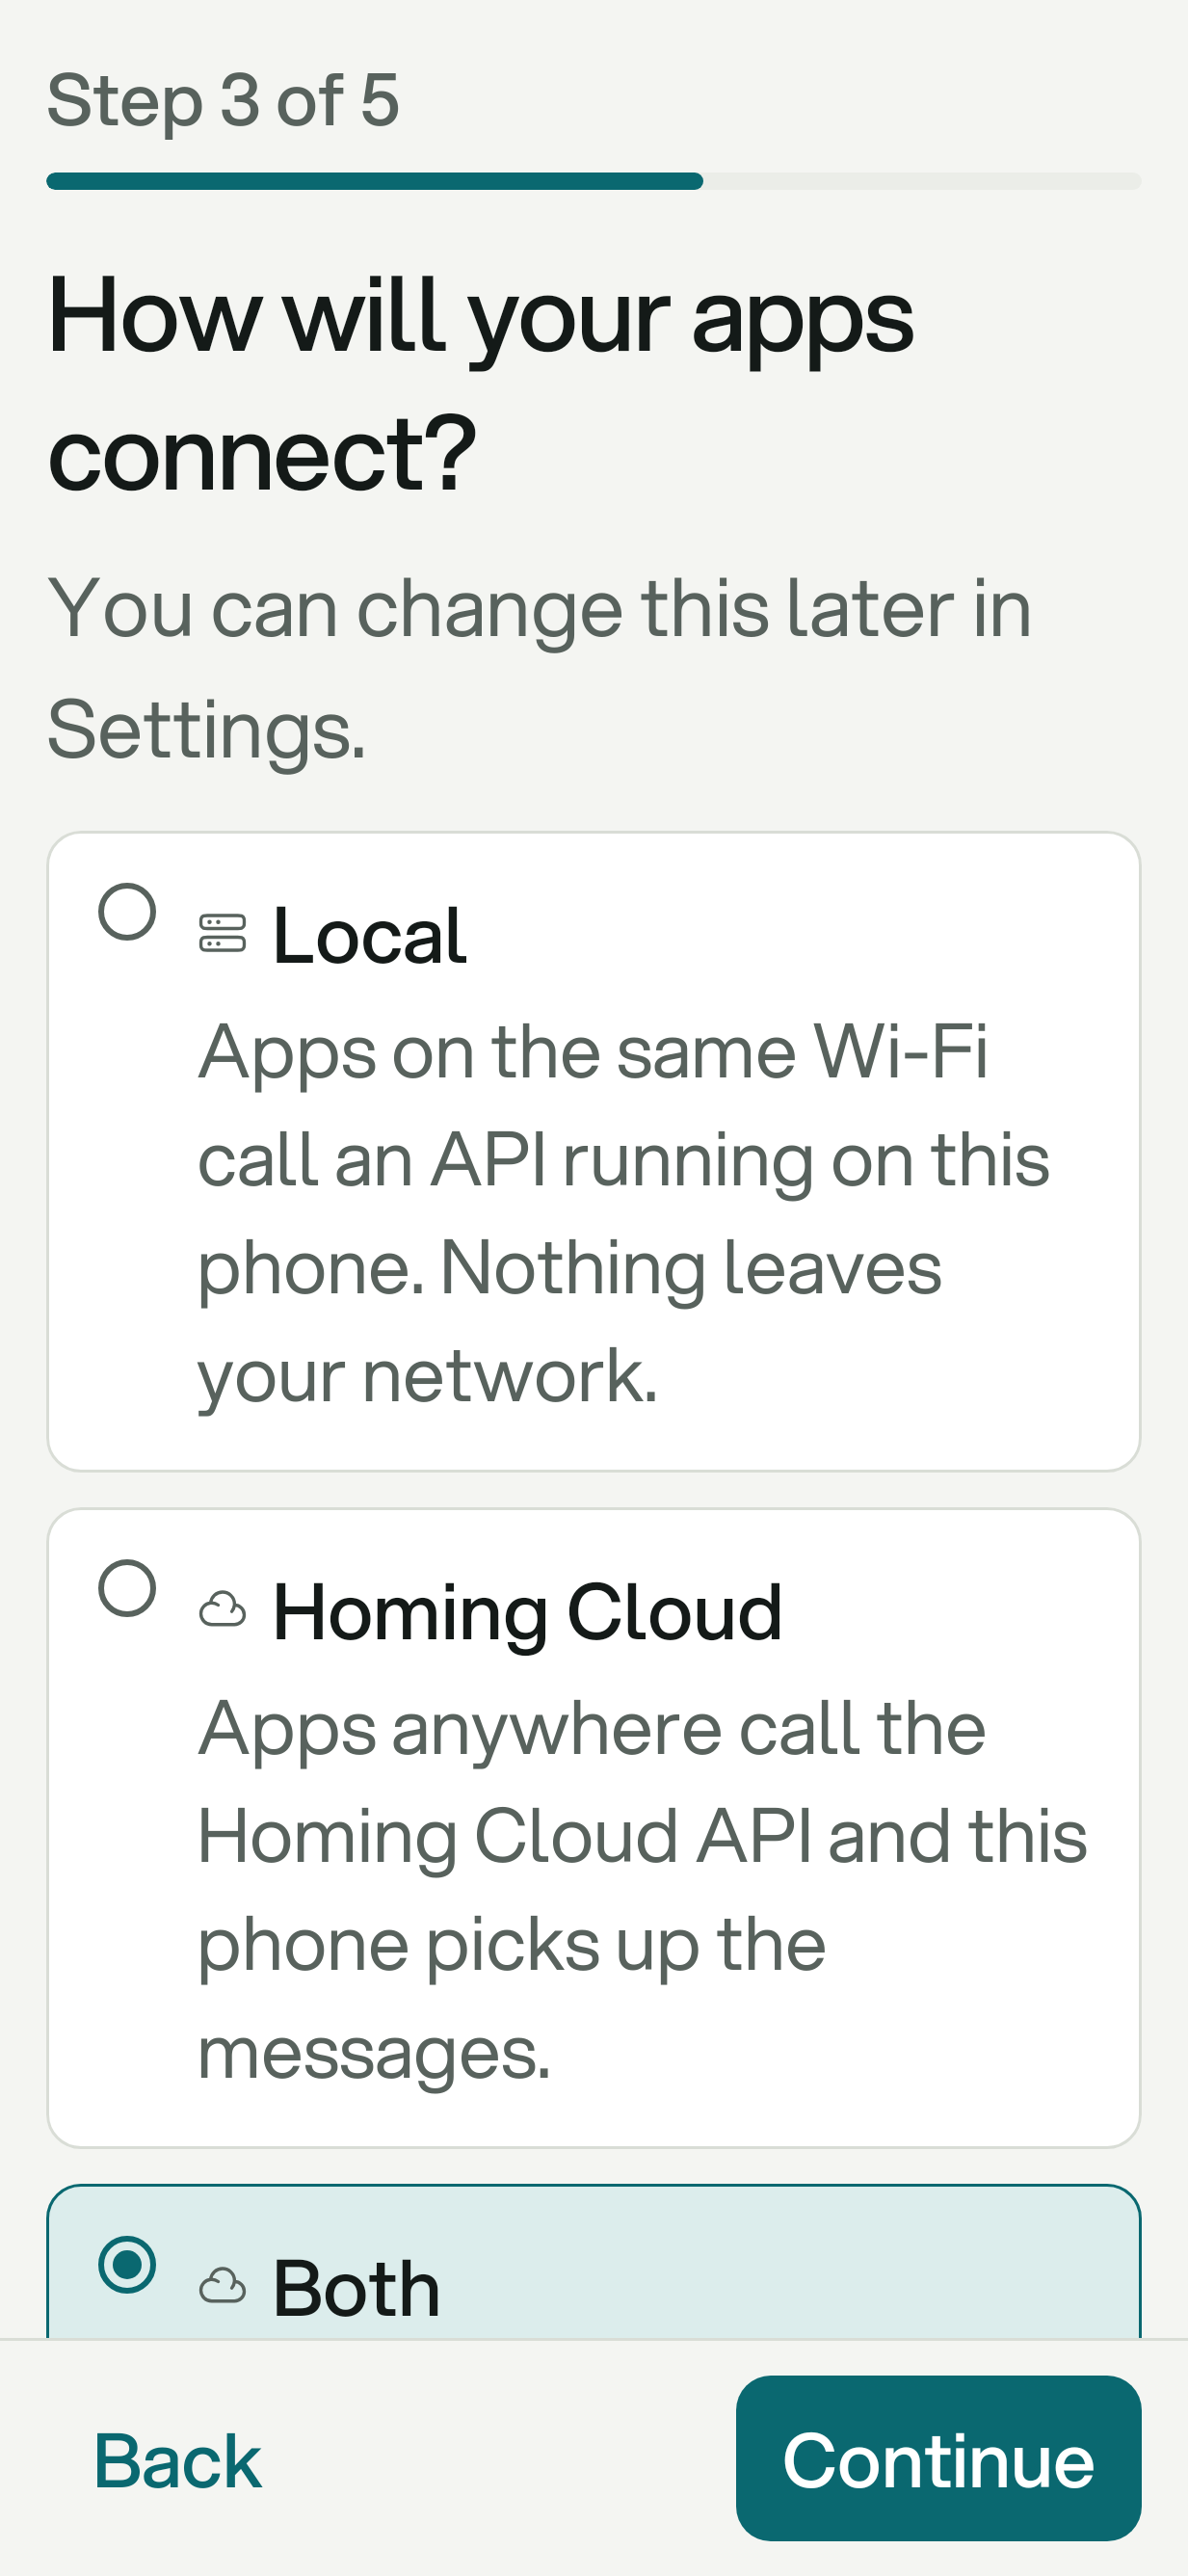 Step 3 of 5
How will your apps
connect?
You can change this later in
Settings.
Local
Apps on the same Wi-Fi
call an API running on this
phone. Nothing leaves
your network.
Homing Cloud
Apps anywhere call the
Homing Cloud API and this
phone picks up the
messages.
Both
Back
Continue